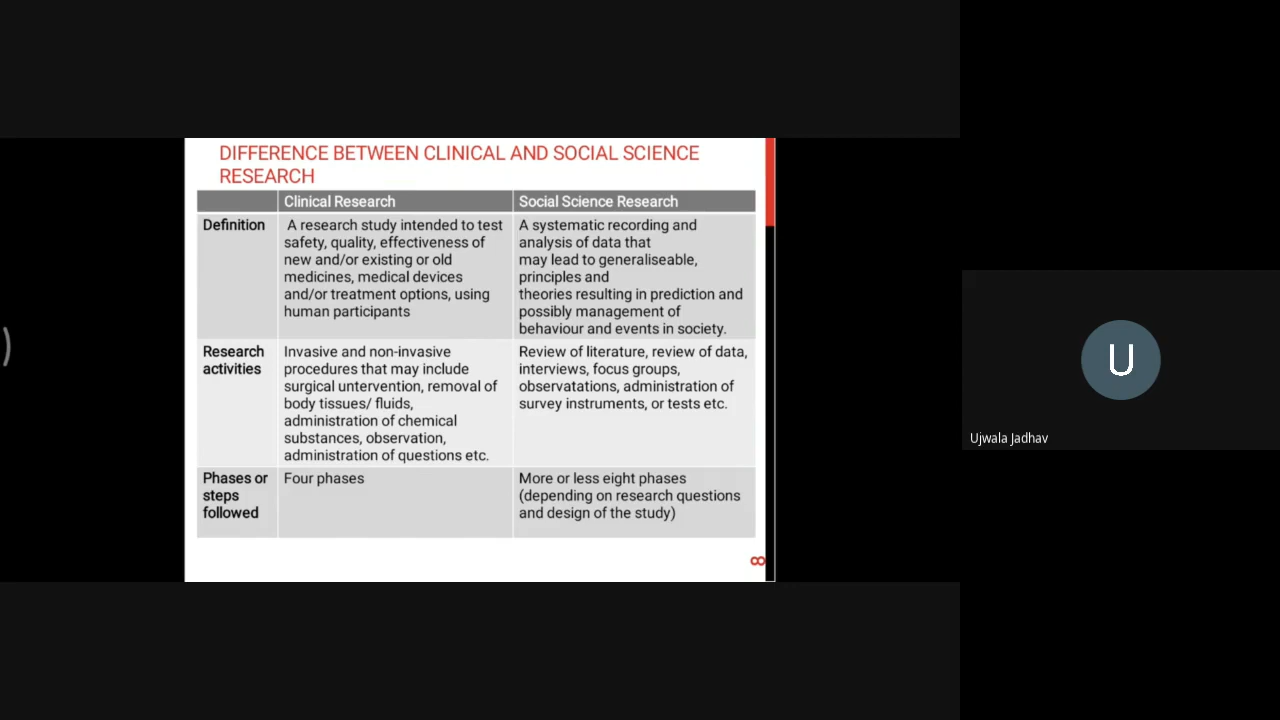 DIFFERENCE BETWEEN CLINICAL AND SOCIAL SCIENCE
RESEARCH
Clinical Research
Social Science Research
Definition
A research study intended to test
safety, quality, effectiveness of
new and/or existing or old
medicines, medical devices
and/or treatment options, using
human participants
A systematic recording and
analysis of data that
may lead to generaliseable,
principles and
theories resulting in prediction and
possibly management of
behaviour and events in society.
Research
activities
Invasive and non-invasive
procedures that may include
surgical untervention, removal of
body tissues/ fluids,
administration of chemical
substances, observation,
administration of questions etc.
Review of literature, review of data,
interviews, focus groups,
observatations, administration of
survey instruments, or tests etc.
Phases or
steps
followed
Four phases
More or less eight phases
(depending on research questions
and design of the study)
8
U
Ujwala Jadhav